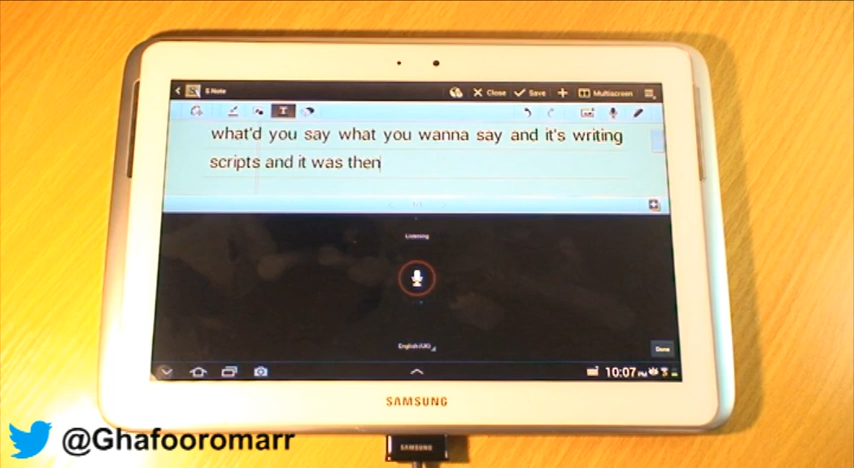 S Note
Close
Save
Multiscreen
what'd you say what you wanna say and it's writing
scripts and it was then
Listening
English (UK)
Done
10:07 PM
SAMSUNG
SAMSUNG
@Ghafooromarr